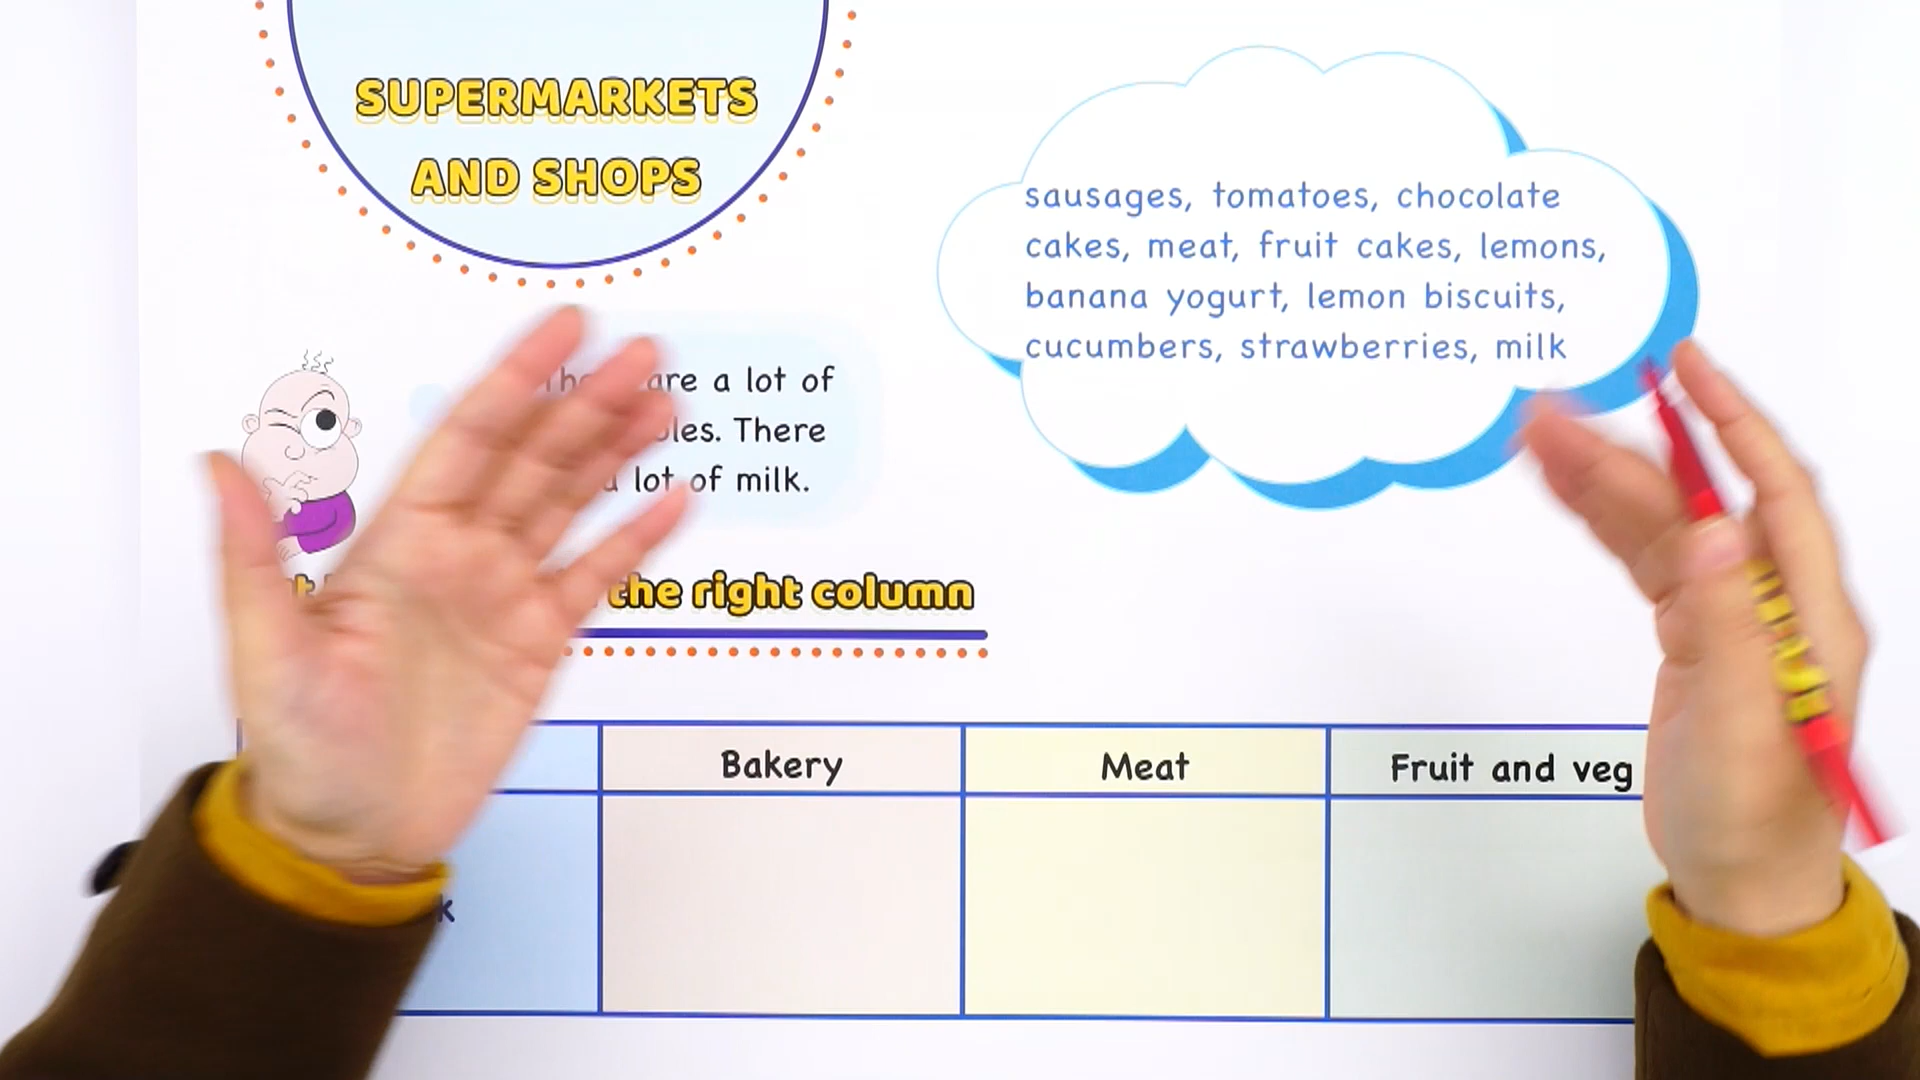 SUPERMARKETS
AND SHOPS
sausages, tomatoes, chocolate
cakes, meat, fruit cakes, lemons,
banana yogurt, lemon biscuits,
cucumbers, strawberries, milk
are a lot of
There
lot of milk.
the right column
Bakery
Meat
Fruit and veg